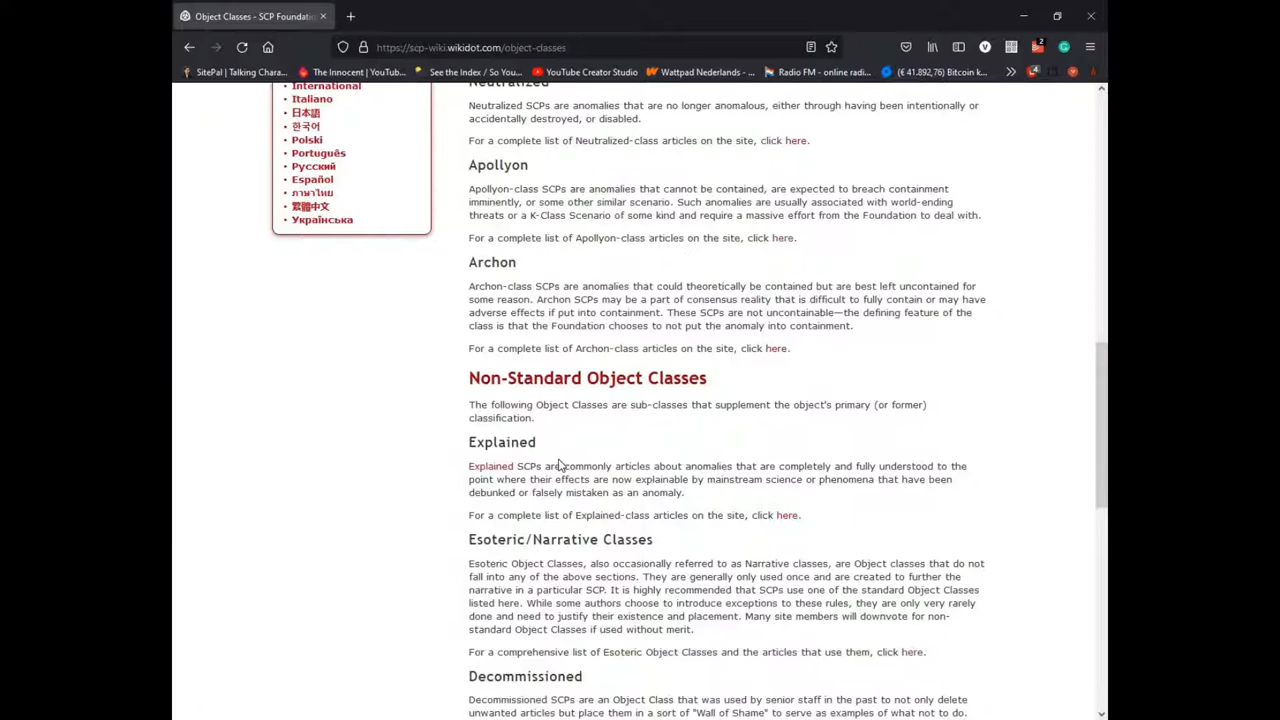 Object Classes - SCP Foundati
https://scp-wiki.wikidot.com/object-classes
2
SitePal | Talking Chara...
The Innocent | YouTub...
See the Index / So You...
YouTube Creator Studio
Wattpad Nederlands - ...
Radio FM - online radi...
(€ 41.892,76) Bitcoin k...
4
International
Italiano
日本語
한국어
Polski
Português
Русский
Español
ภาษาไทย
繁體中文
Українська
Neutralized
Neutralized SCPs are anomalies that are no longer anomalous, either through having been intentionally or
accidentally destroyed, or disabled.
For a complete list of Neutralized-class articles on the site, click here.
Apollyon
Apollyon-class SCPs are anomalies that cannot be contained, are expected to breach containment
imminently, or some other similar scenario. Such anomalies are usually associated with world-ending
threats or a K-Class Scenario of some kind and require a massive effort from the Foundation to deal with.
For a complete list of Apollyon-class articles on the site, click here.
Archon
Archon-class SCPs are anomalies that could theoretically be contained but are best left uncontained for
some reason. Archon SCPs may be a part of consensus reality that is difficult to fully contain or may have
adverse effects if put into containment. These SCPs are not uncontainable—the defining feature of the
class is that the Foundation chooses to not put the anomaly into containment.
For a complete list of Archon-class articles on the site, click here.
Non-Standard Object Classes
The following Object Classes are sub-classes that supplement the object's primary (or former)
classification.
Explained
Explained SCPs are commonly articles about anomalies that are completely and fully understood to the
point where their effects are now explainable by mainstream science or phenomena that have been
debunked or falsely mistaken as an anomaly.
For a complete list of Explained-class articles on the site, click here.
Esoteric/Narrative Classes
Esoteric Object Classes, also occasionally referred to as Narrative classes, are Object classes that do not
fall into any of the above sections. They are generally only used once and are created to further the
narrative in a particular SCP. It is highly recommended that SCPs use one of the standard Object Classes
listed here. While some authors choose to introduce exceptions to these rules, they are only very rarely
done and need to justify their existence and placement. Many site members will downvote for non-
standard Object Classes if used without merit.
For a comprehensive list of Esoteric Object Classes and the articles that use them, click here.
Decommissioned
Decommissioned SCPs are an Object Class that was used by senior staff in the past to not only delete
unwanted articles but place them in a sort of "Wall of Shame" to serve as examples of what not to do.